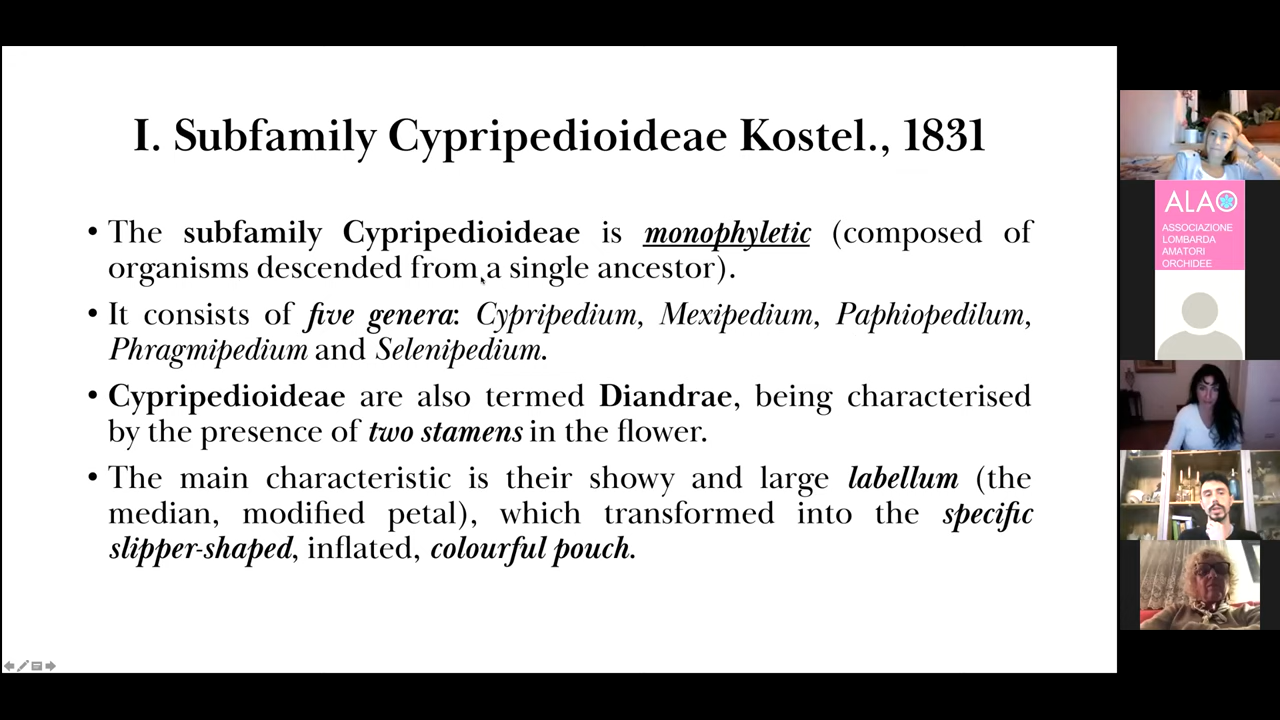 I. Subfamily Cypripedioideae Kostel., 1831
• The subfamily Cypripedioideae is monophyletic (composed of
organisms descended from a single ancestor).
• It consists of five genera: Cypripedium, Mexipedium, Paphiopedilum,
Phragmipedium and Selenipedium.
• Cypripedioideae are also termed Diandrae, being characterised
by the presence of two stamens in the flower.
• The main characteristic is their showy and large labellum (the
median, modified petal), which transformed into the specific
slipper-shaped, inflated, colourful pouch.
ALAO
ASSOCIAZIONE
LOMBARDA
AMATORI
ORCHIDEE